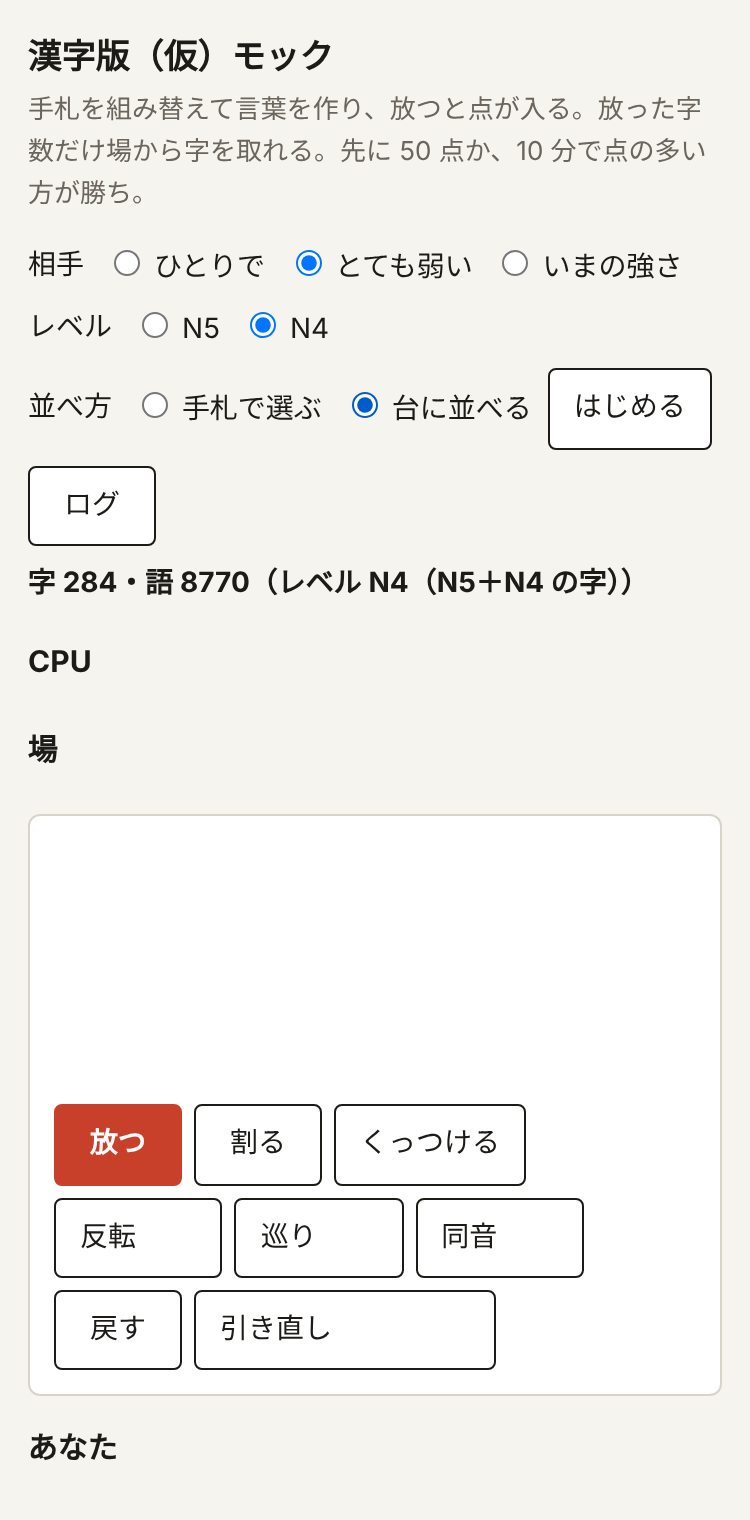 漢字版（仮）モック
手札を組み替えて言葉を作り、放つと点が入る。放った字
数だけ場から字を取れる。先に 50 点か、10 分で点の多い
方が勝ち。
相手 ひとりで とても弱い いまの強さ
レベル N5 N4
並べ方 手札で選ぶ 台に並べる はじめる
ログ
字 284・語 8770（レベル N4（N5＋N4 の字））
CPU
場
放つ 割る くっつける
反転 巡り 同音
戻す 引き直し
あなた